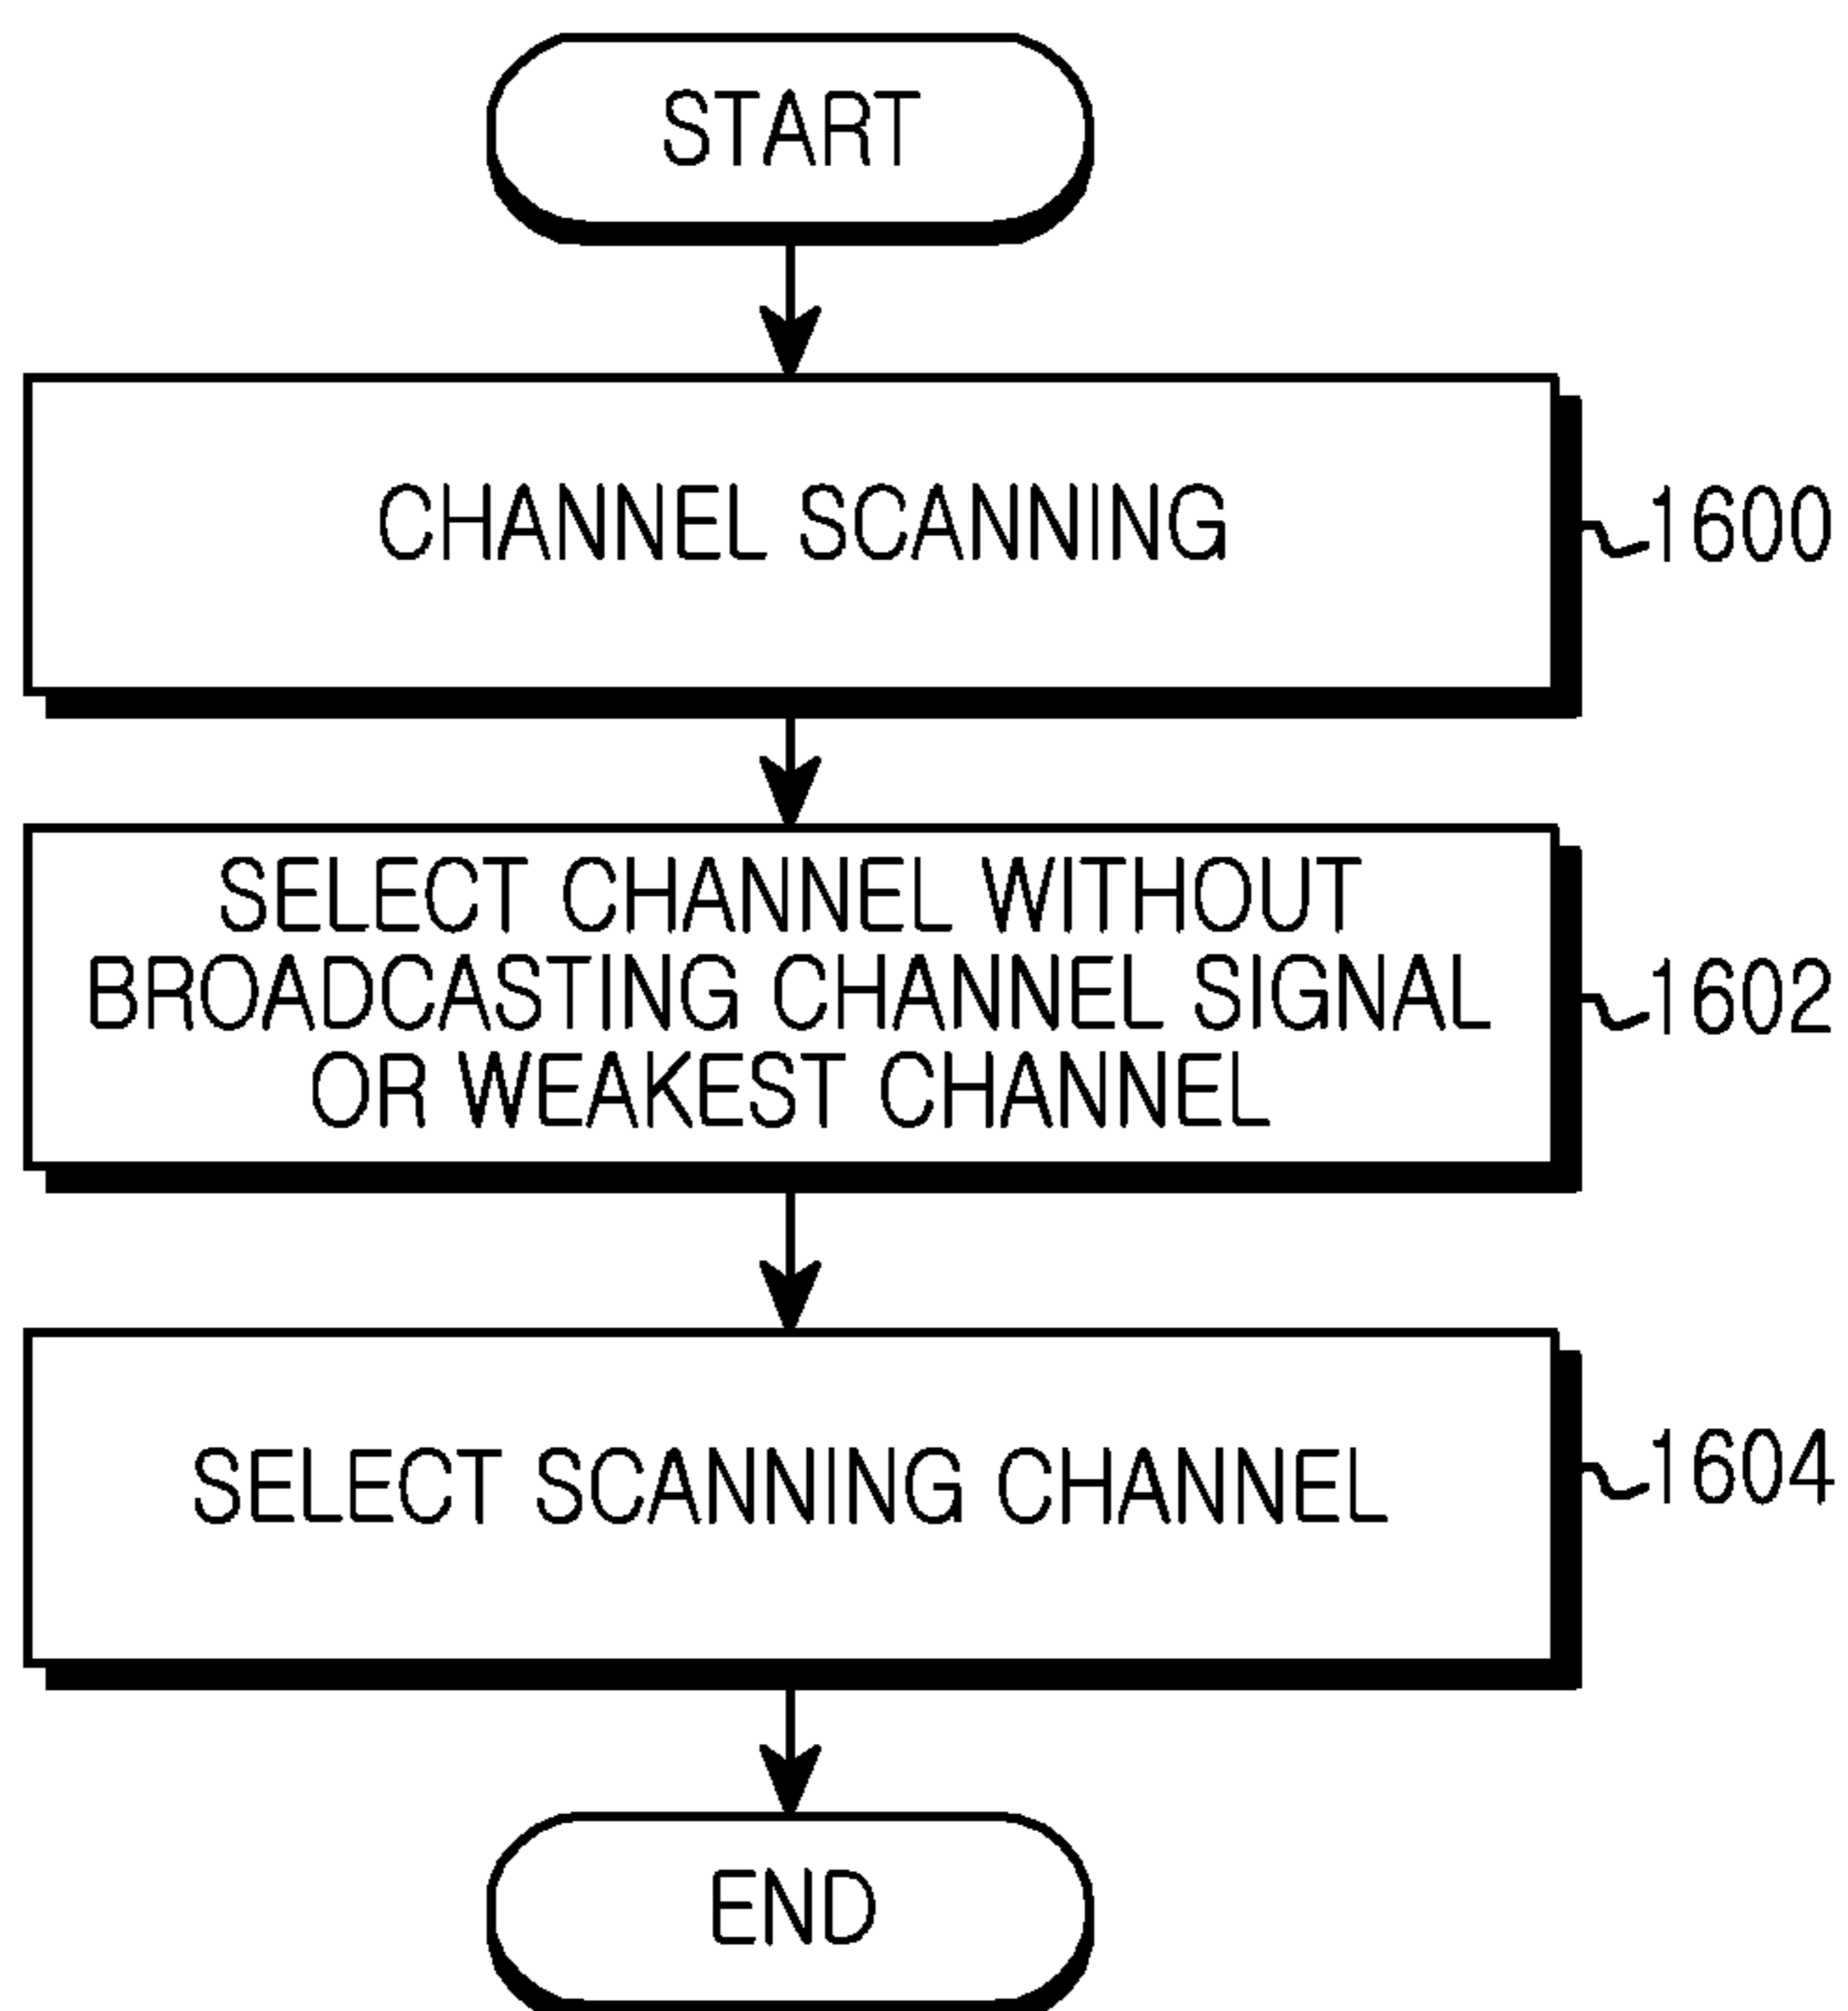 START
CHANNEL SCANNING
1600
SELECT CHANNEL WITHOUT
BROADCASTING CHANNEL SIGNAL
OR WEAKEST CHANNEL
1602
SELECT SCANNING CHANNEL
1604
END